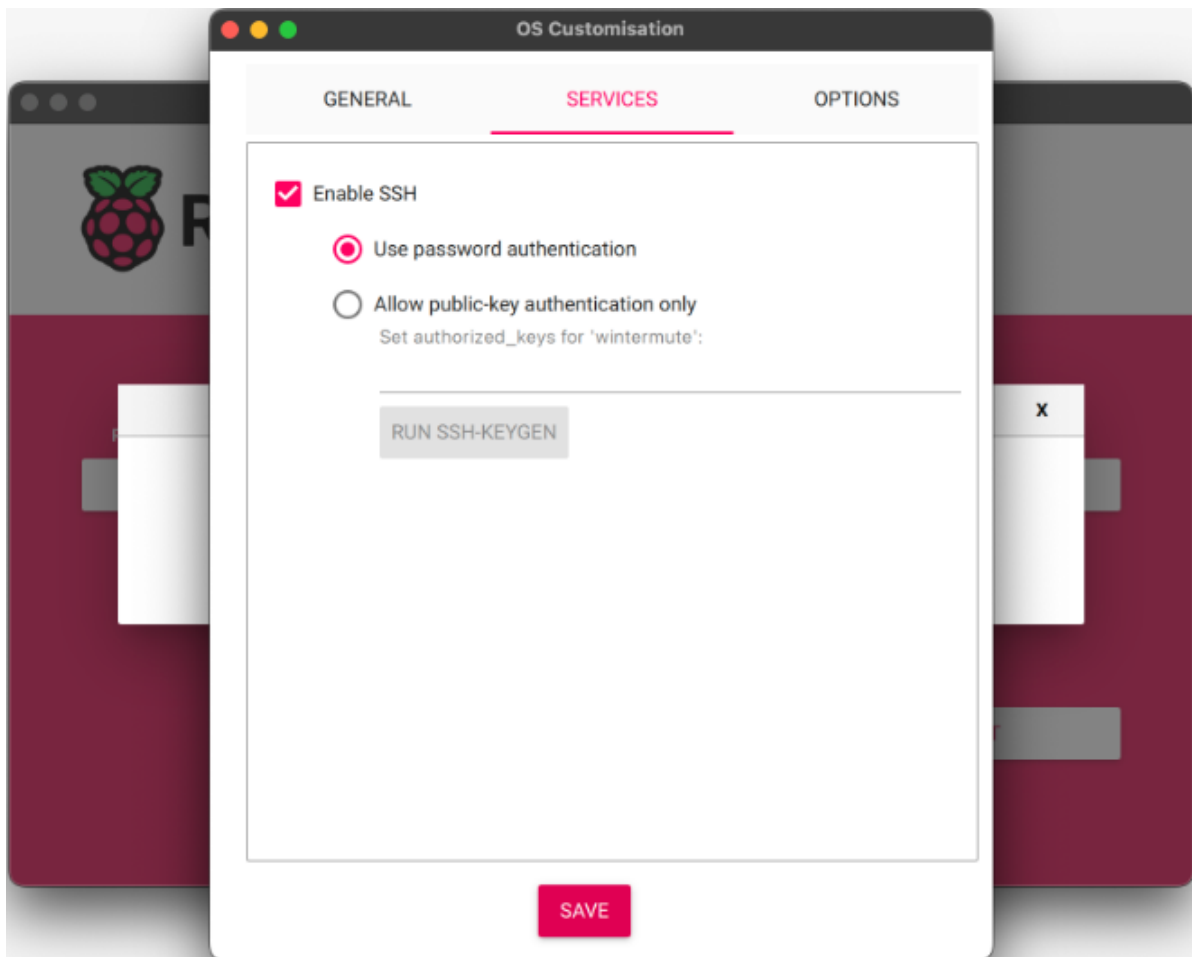 OS Customisation
GENERAL SERVICES OPTIONS
Enable SSH
Use password authentication
Allow public-key authentication only
Set authorized_keys for 'wintermute':
X
RUN SSH-KEYGEN
SAVE